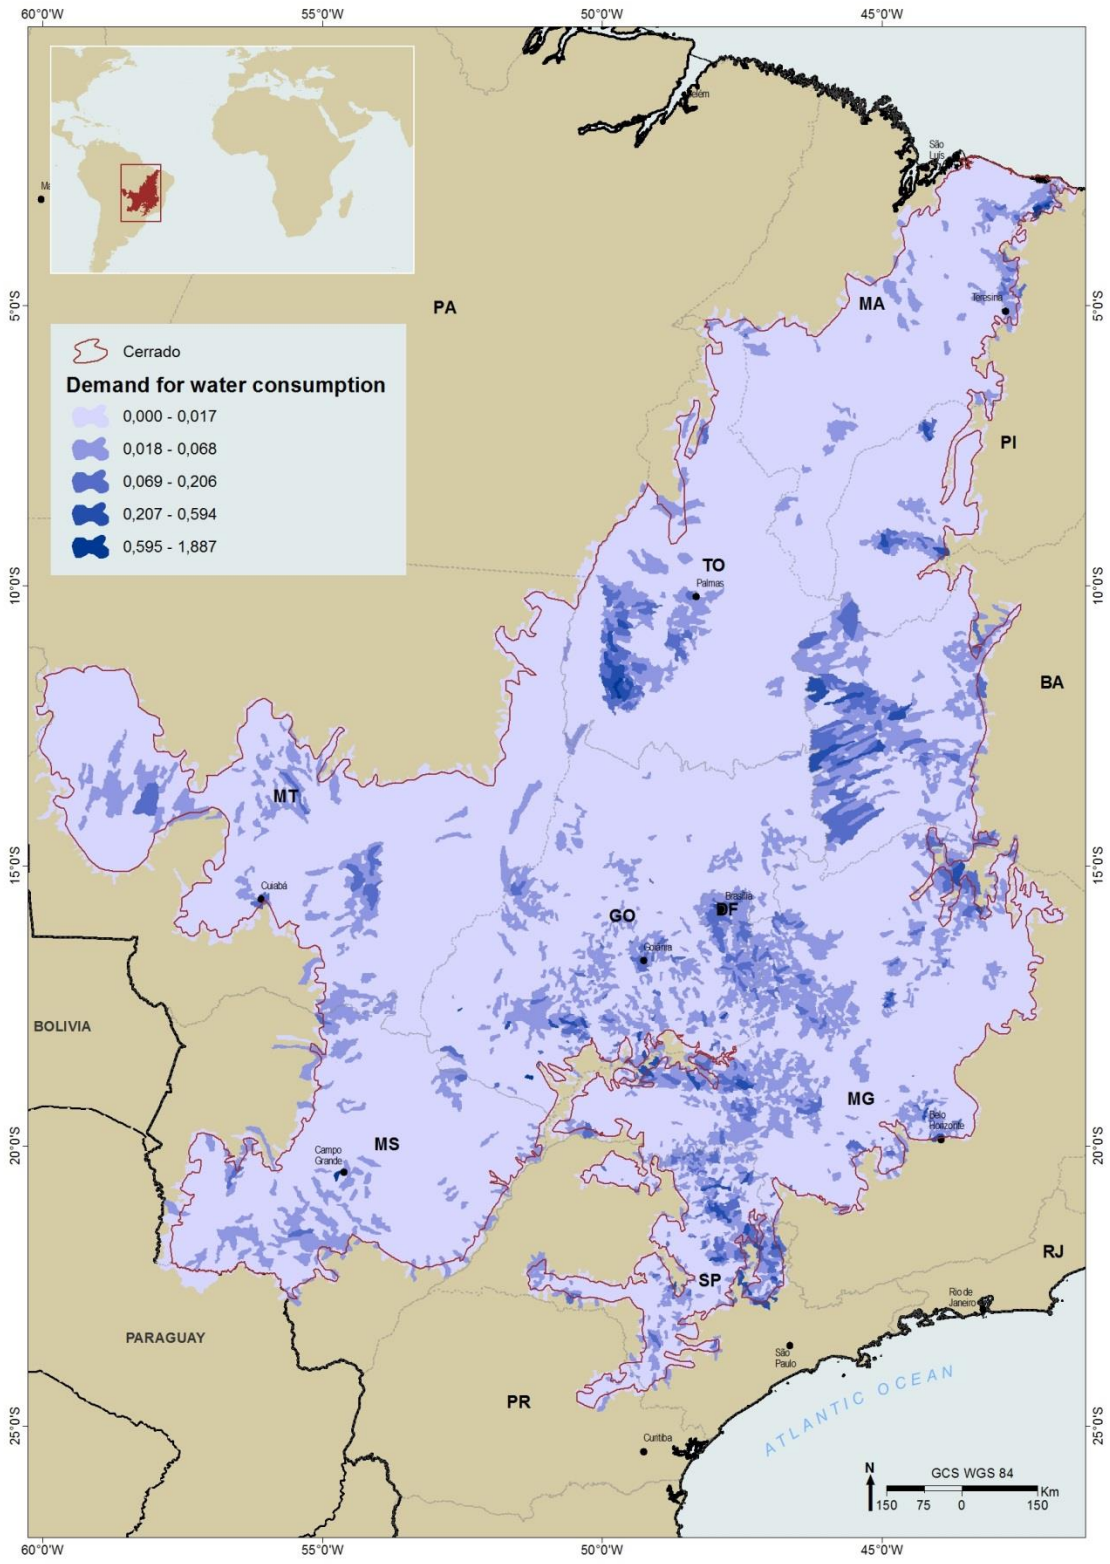 60°0'W 55°0'W 50°0'W 45°0'W
Belém
São
Luís
Ma
PA
MA
5°0'S 5°0'S
Teresina
Cerrado
Demand for water consumption
0,000 - 0,017
0,018 - 0,068
0,069 - 0,206
0,207 - 0,594
0,595 - 1,887
PI
TO
Palmas
10°0'S 10°0'S
BA
MT
15°0'S 15°0'S
Cuiabá
Brasília
DF
GO
Goiânia
BOLIVIA
MG
Belo
Horizonte
MS
Campo
Grande
20°0'S 20°0'S
RJ
SP
Rio de
Janeiro
PARAGUAY
São
Paulo
ATLANTIC OCEAN
PR
25°0'S 25°0'S
Curitiba
N
GCS WGS 84
Km
150 75 0 150
60°0'W 55°0'W 50°0'W 45°0'W